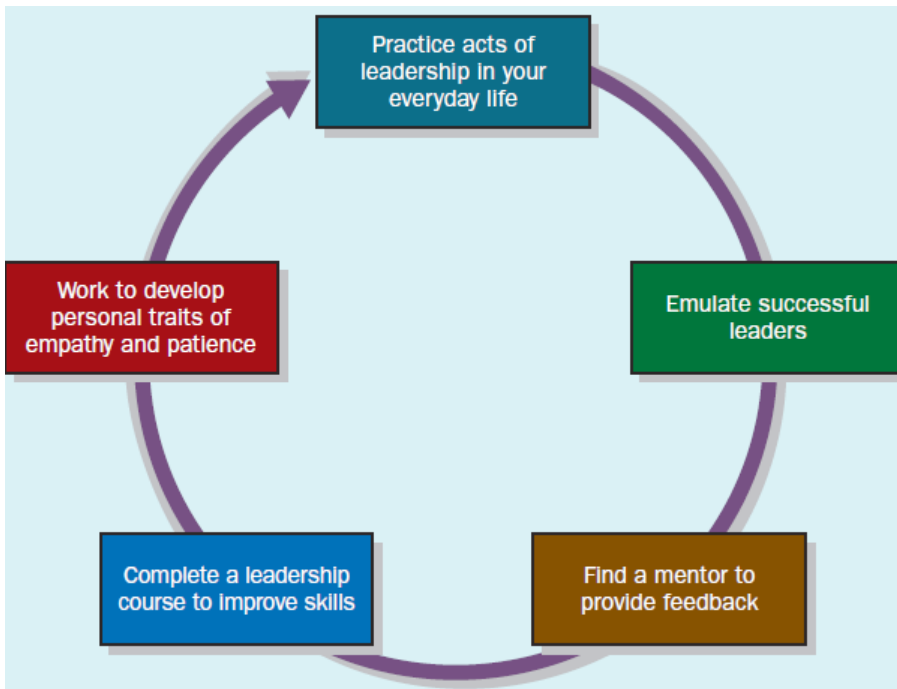 Practice acts of
leadership in your
everyday life
Emulate successful
leaders
Find a mentor to
provide feedback
Complete a leadership
course to improve skills
Work to develop
personal traits of
empathy and patience